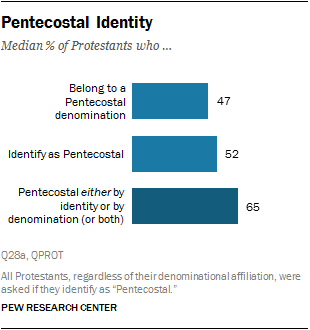 Pentecostal Identity
Median % of Protestants who ...
Belong to a
Pentecostal
denomination
47
Identify as Pentecostal
52
Pentecostal either by
identity or by
denomination (or both)
65
Q28a, QPROT
All Protestants, regardless of their denominational affiliation, were
asked if they identify as “Pentecostal.”
PEW RESEARCH CENTER